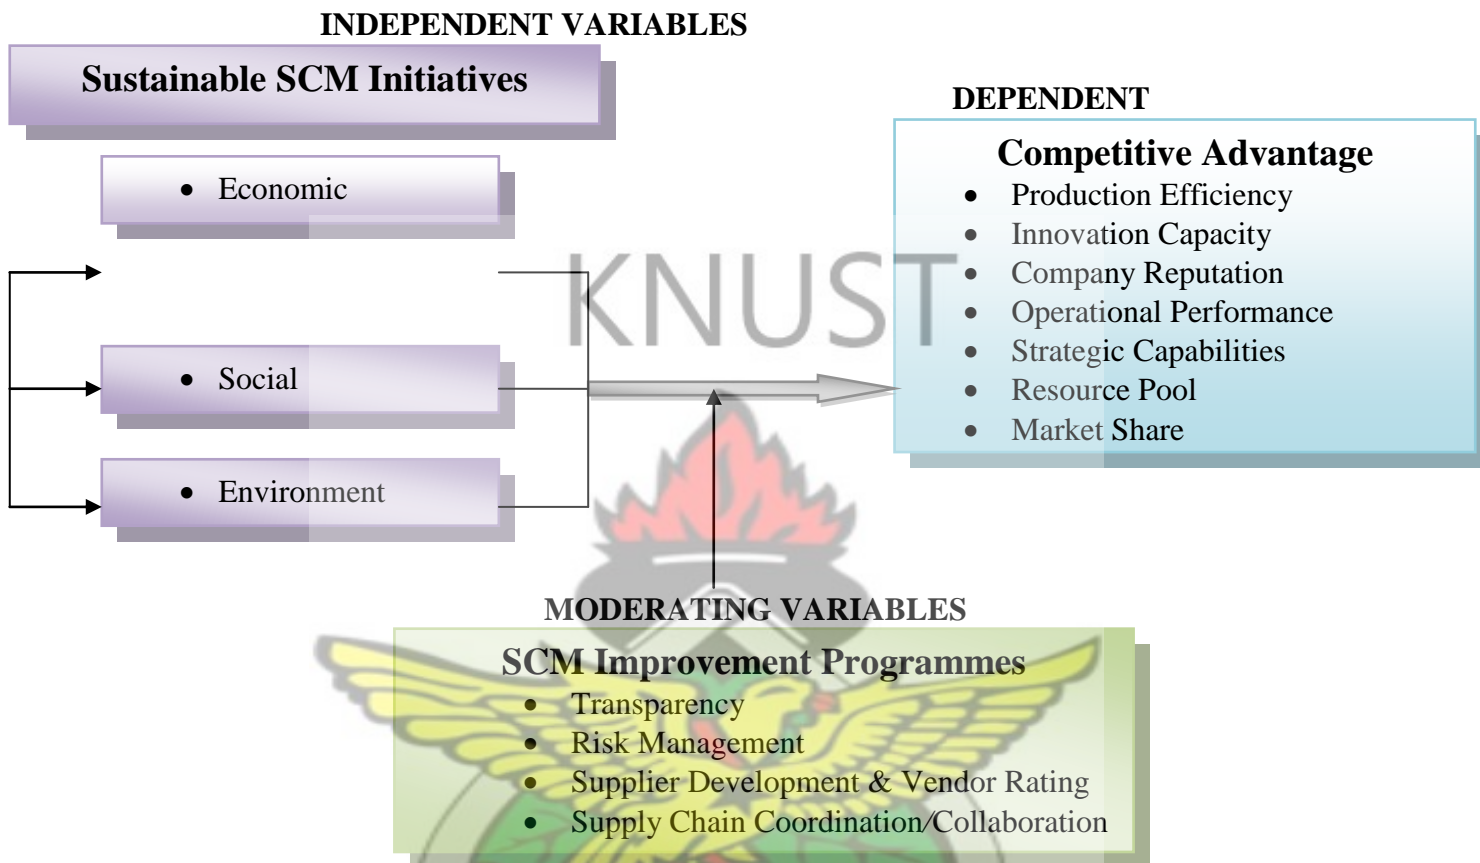 INDEPENDENT VARIABLES
Sustainable SCM Initiatives
• Economic
• Social
• Environment
DEPENDENT
Competitive Advantage
• Production Efficiency
• Innovation Capacity
• Company Reputation
• Operational Performance
• Strategic Capabilities
• Resource Pool
• Market Share
KNUST
MODERATING VARIABLES
SCM Improvement Programmes
• Transparency
• Risk Management
• Supplier Development & Vendor Rating
• Supply Chain Coordination/Collaboration